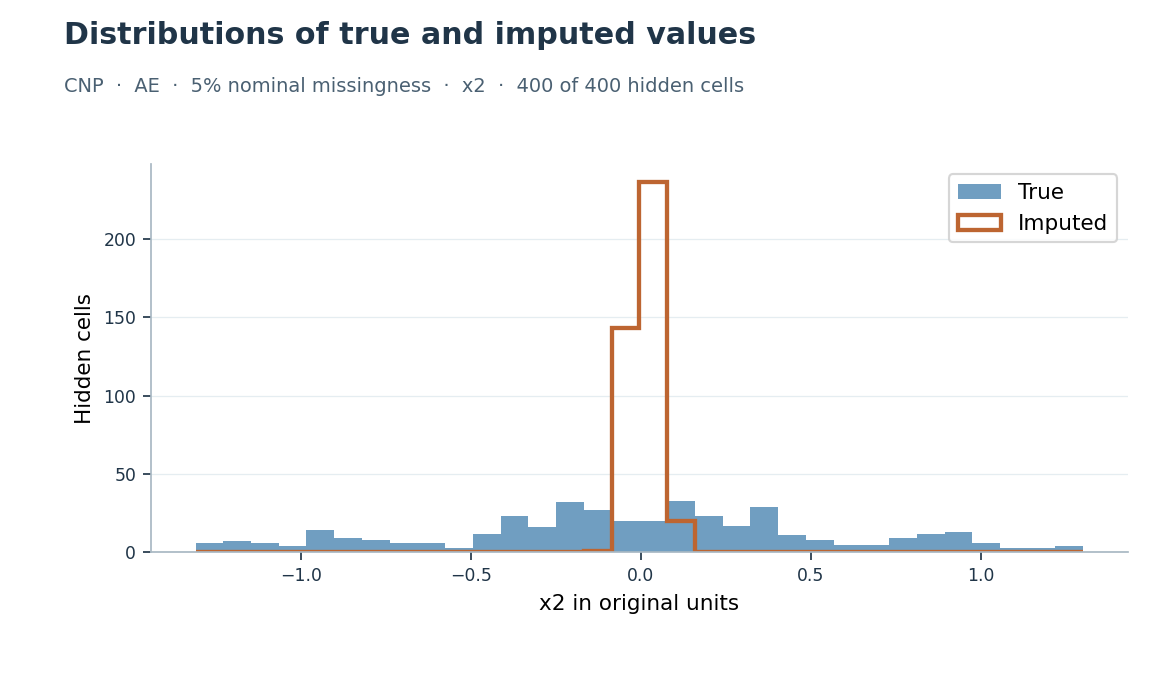 Distributions of true and imputed values
CNP · AE · 5% nominal missingness · x2 · 400 of 400 hidden cells
True
Imputed
Hidden cells
200
150
100
50
0
−1.0
−0.5
0.0
0.5
1.0
x2 in original units